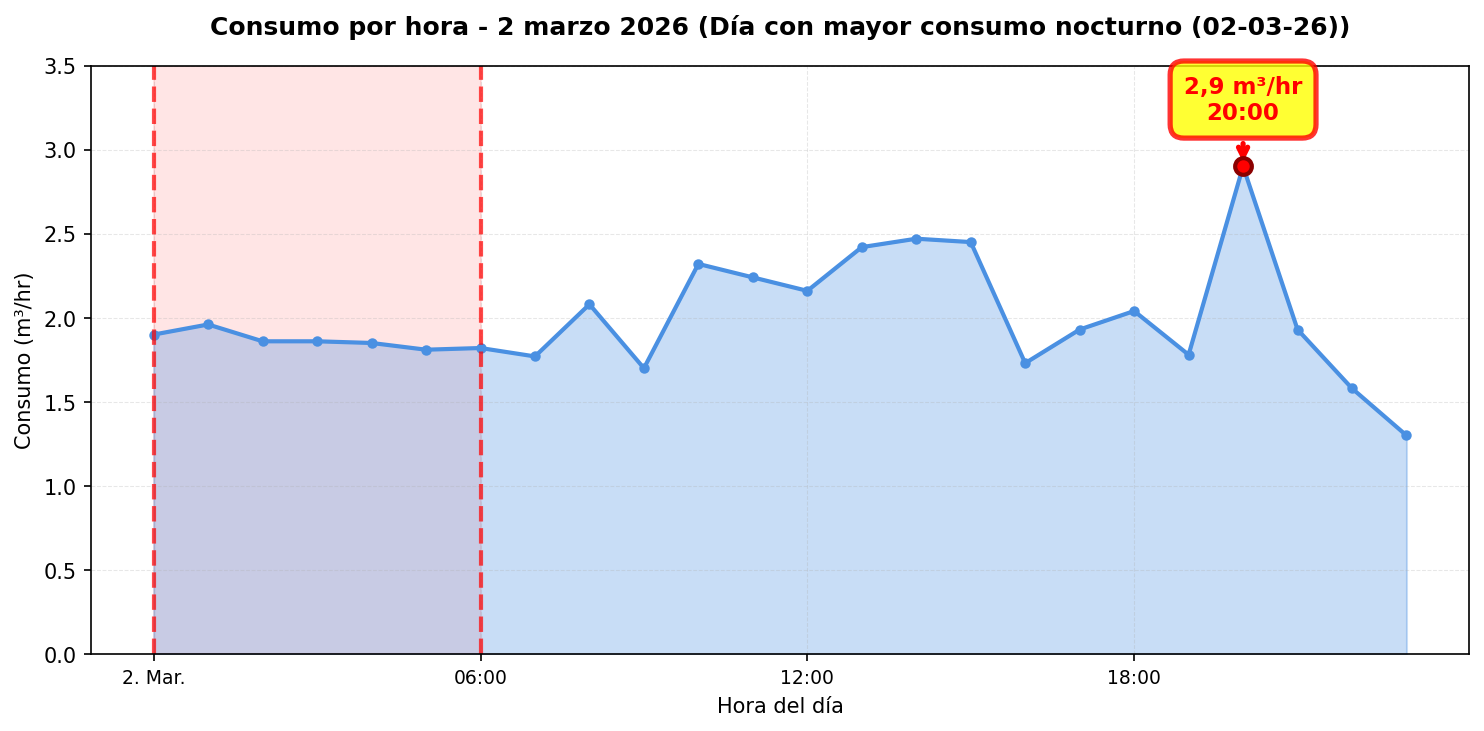 Consumo por hora - 2 marzo 2026 (Día con mayor consumo nocturno (02-03-26))
2,9 m³/hr
20:00
Consumo (m³/hr)
3.5
3.0
2.5
2.0
1.5
1.0
0.5
0.0
2. Mar.
06:00
12:00
18:00
Hora del día